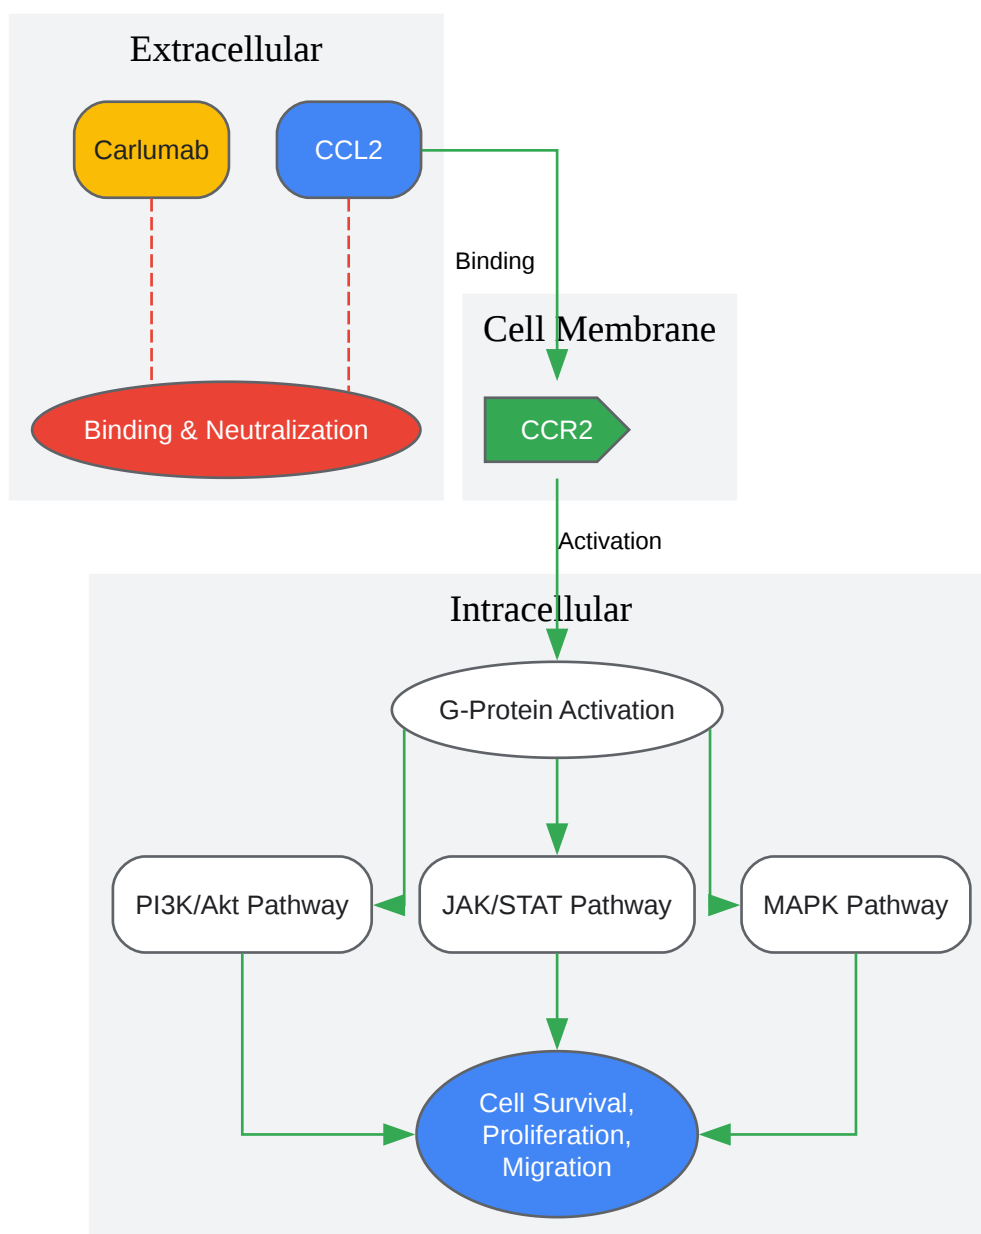 Extracellular
Carlumab
CCL2
Binding
Cell Membrane
Binding & Neutralization
CCR2
Activation
Intracellular
G-Protein Activation
PI3K/Akt Pathway
JAK/STAT Pathway
MAPK Pathway
Cell Survival,
Proliferation,
Migration